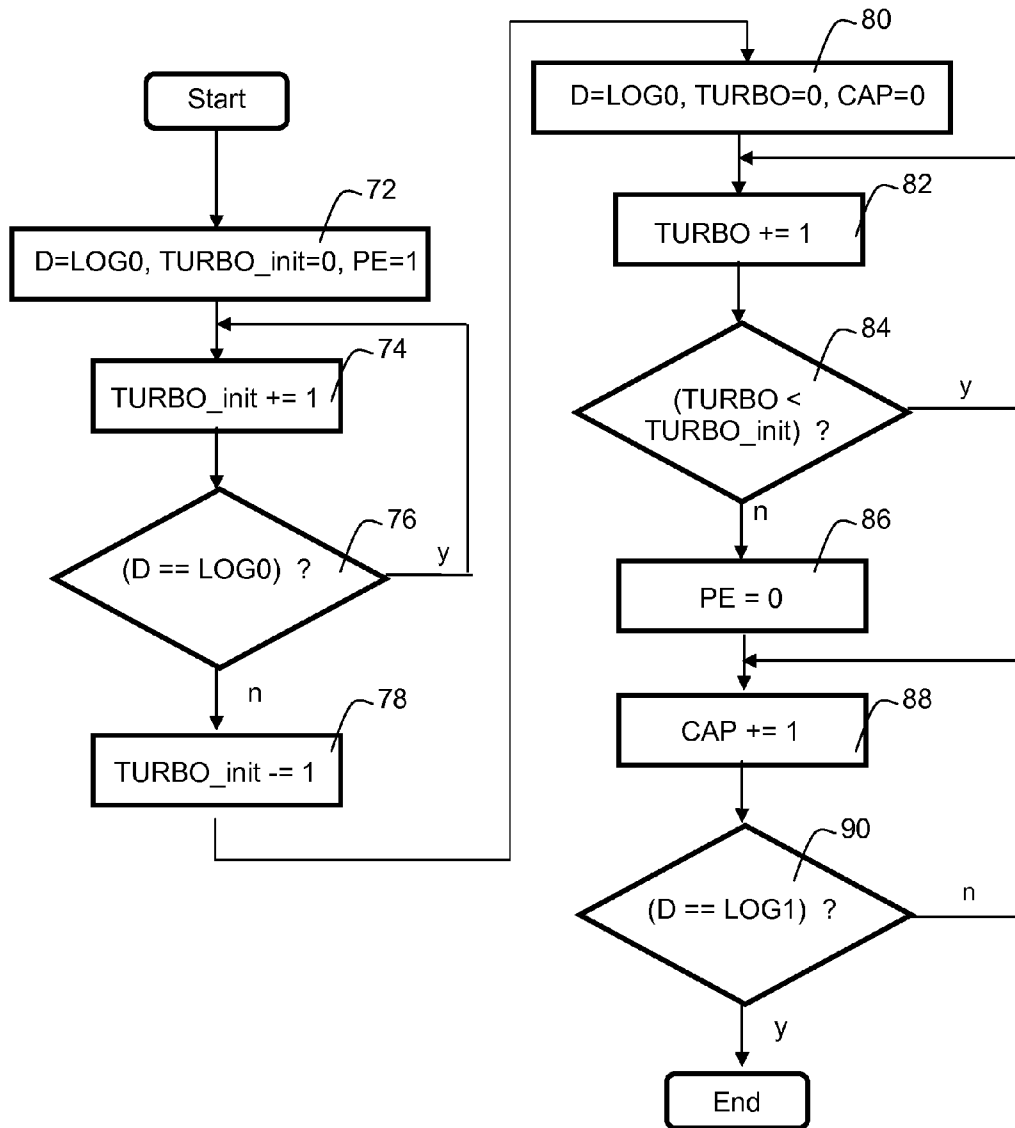 Start
72
D=LOG0, TURBO_init=0, PE=1
74
TURBO_init += 1
76
(D == LOG0) ?
y
n
78
TURBO_init -= 1
80
D=LOG0, TURBO=0, CAP=0
82
TURBO += 1
84
(TURBO <
TURBO_init) ?
y
n
86
PE = 0
88
CAP += 1
90
(D == LOG1) ?
n
y
End